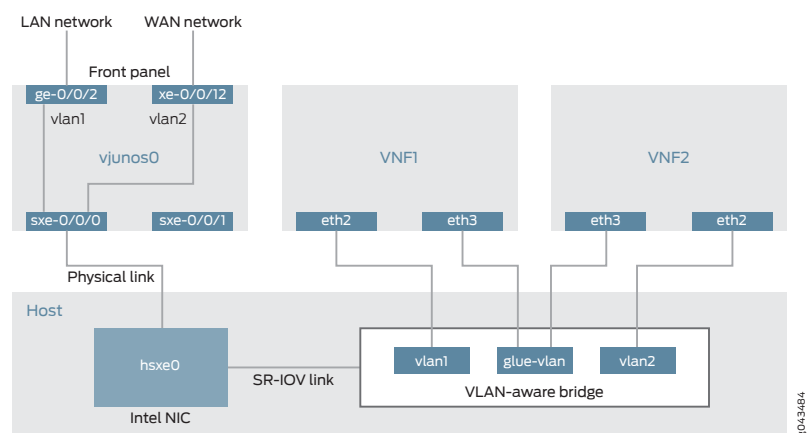 LAN network
WAN network
Front panel
ge-0/0/2
xe-0/0/12
vlan1
vlan2
vjunos0
VNF1
VNF2
sxe-0/0/0
sxe-0/0/1
eth2
eth3
eth3
eth2
Physical link
Host
hsxe0
vlan1
glue-vlan
vlan2
SR-IOV link
VLAN-aware bridge
Intel NIC
g043484